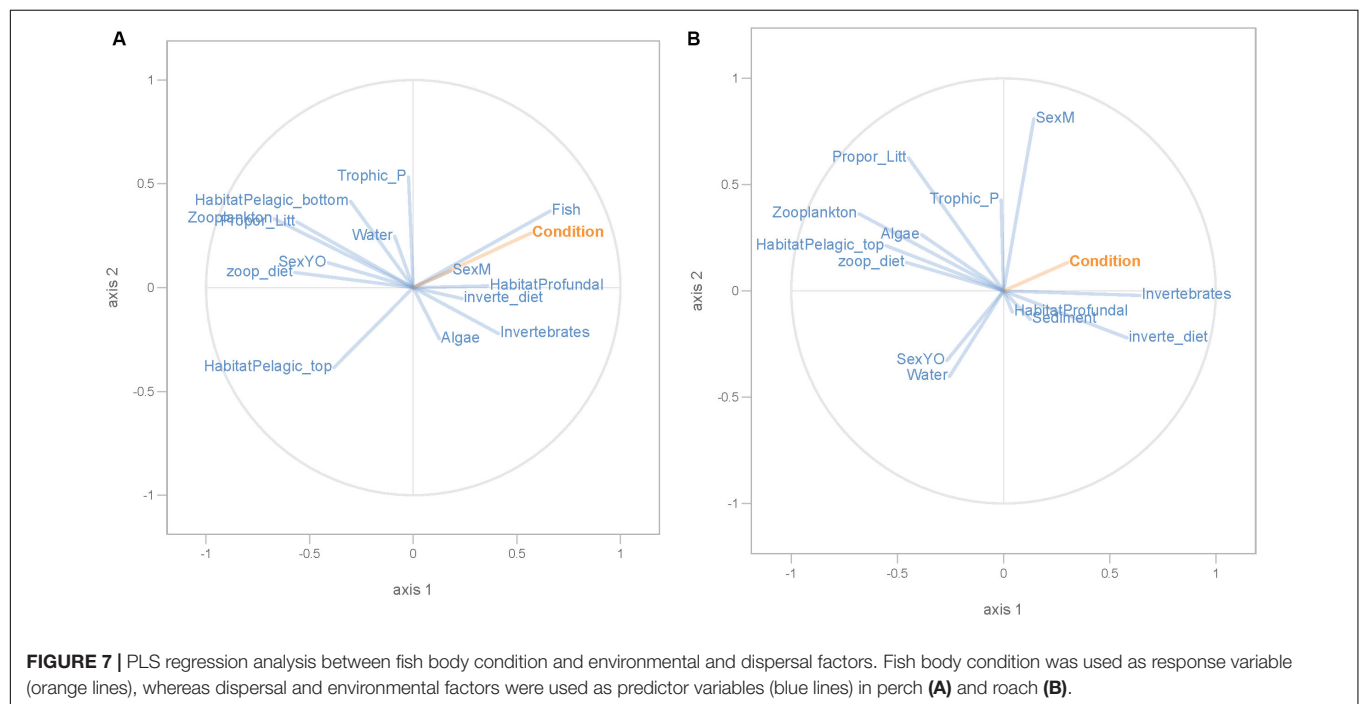 A
1
0.5
0
-0.5
-1
axis 2
Trophic_P
HabitatPelagic_bottom
Zooplankton
Propor_Litt
Water
SexYO
zoop_diet
HabitatPelagic_top
Fish
Condition
SexM
HabitatProfundal
inverte_diet
Invertebrates
Algae
-1
-0.5
0
0.5
1
axis 1
B
1
0.5
0
-0.5
-1
axis 2
SexM
Propor_Litt
Trophic_P
Zooplankton
Algae
HabitatPelagic_top
zoop_diet
Condition
Invertebrates
HabitatProfundal
Sediment
inverte_diet
SexYO
Water
-1
-0.5
0
0.5
1
axis 1
FIGURE 7 | PLS regression analysis between fish body condition and environmental and dispersal factors. Fish body condition was used as response variable
(orange lines), whereas dispersal and environmental factors were used as predictor variables (blue lines) in perch (A) and roach (B).